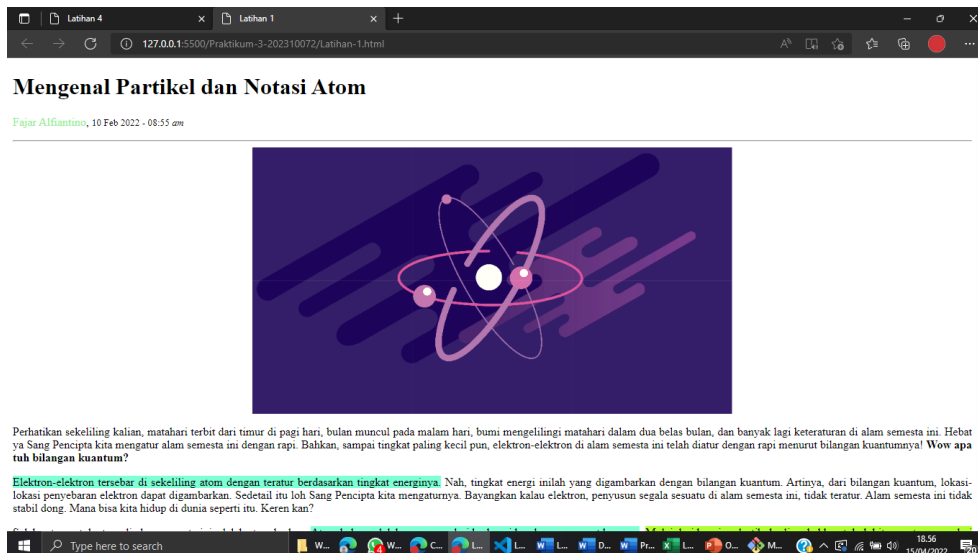 Latihan 4
Latihan 1
127.0.0.1:5500/Praktikum-3-202310072/Latihan-1.html
Mengenal Partikel dan Notasi Atom
Fajar Alfiantino, 10 Feb 2022 - 08:55 am
Perhatikan sekeliling kalian, matahari terbit dari timur di pagi hari, bulan muncul pada malam hari, bumi mengelilingi matahari dalam dua belas bulan, dan banyak lagi keteraturan di alam semesta ini. Hebat
ya Sang Pencipta kita mengatur alam semesta ini dengan rapi. Bahkan, sampai tingkat paling kecil pun, elektron-elektron di alam semesta ini telah diatur dengan rapi menurut bilangan kuantumnya! Wow apa
tuh bilangan kuantum?
Elektron-elektron tersebar di sekeliling atom dengan teratur berdasarkan tingkat energinya. Nah, tingkat energi inilah yang digambarkan dengan bilangan kuantum. Artinya, dari bilangan kuantum, lokasi-
lokasi penyebaran elektron dapat digambarkan. Sedetail itu loh Sang Pencipta kita mengaturnya. Bayangkan kalau elektron, penyusun segala sesuatu di alam semesta ini, tidak teratur. Alam semesta ini tidak
stabil dong. Mana bisa kita hidup di dunia seperti itu. Keren kan?
Type here to search
W...
4
W...
C...
L...
L...
W...
L...
D...
Pr...
L...
O...
M...
18.56
15/04/2022